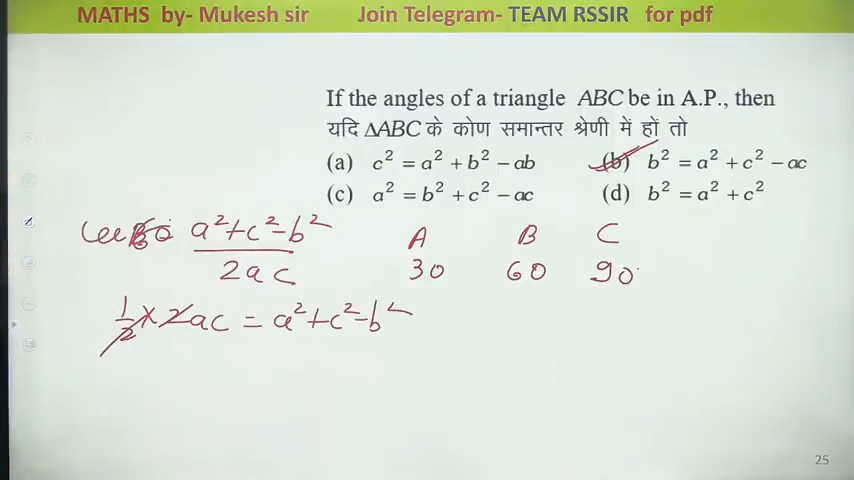 MATHS by- Mukesh sir Join Telegram- TEAM RSSIR for pdf
If the angles of a triangle ABC be in A.P., then
यदि ΔABC के कोण समान्तर श्रेणी में हों तो
(a) c² = a² + b² – ab (b) b² = a² + c² – ac
(c) a² = b² + c² – ac (d) b² = a² + c²
a²+c²-b²
2ac
A B C
30 60 90
1/2 × 2ac = a²+c²-b²
25